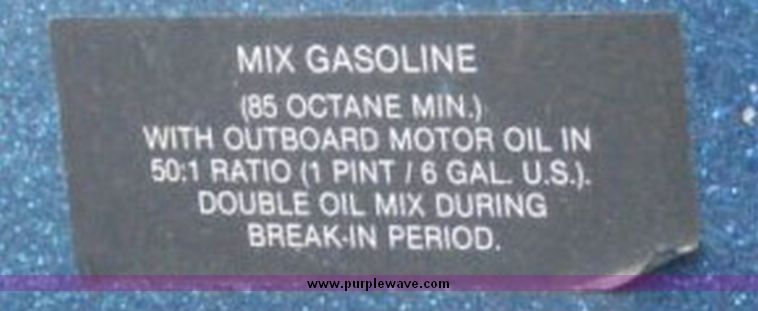 MIX GASOLINE
(85 OCTANE MIN.)
WITH OUTBOARD MOTOR OIL IN
50:1 RATIO (1 PINT / 6 GAL. U.S.).
DOUBLE OIL MIX DURING
BREAK-IN PERIOD.
www.purplewave.com